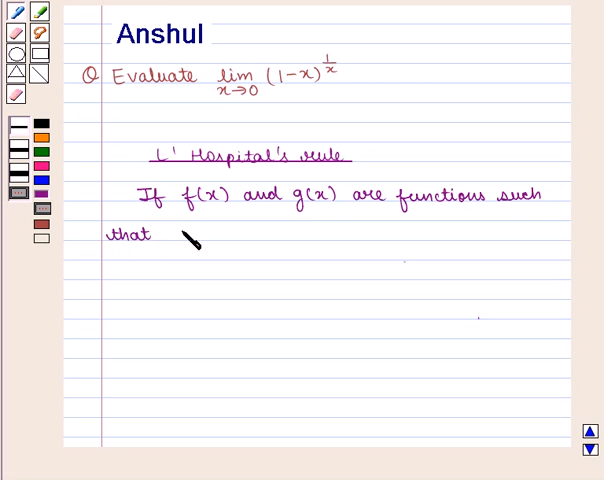 Anshul
Q Evaluate lim x→0 (1-x)^{1/x}
L' Hospital's rule
If f(x) and g(x) are functions such
that